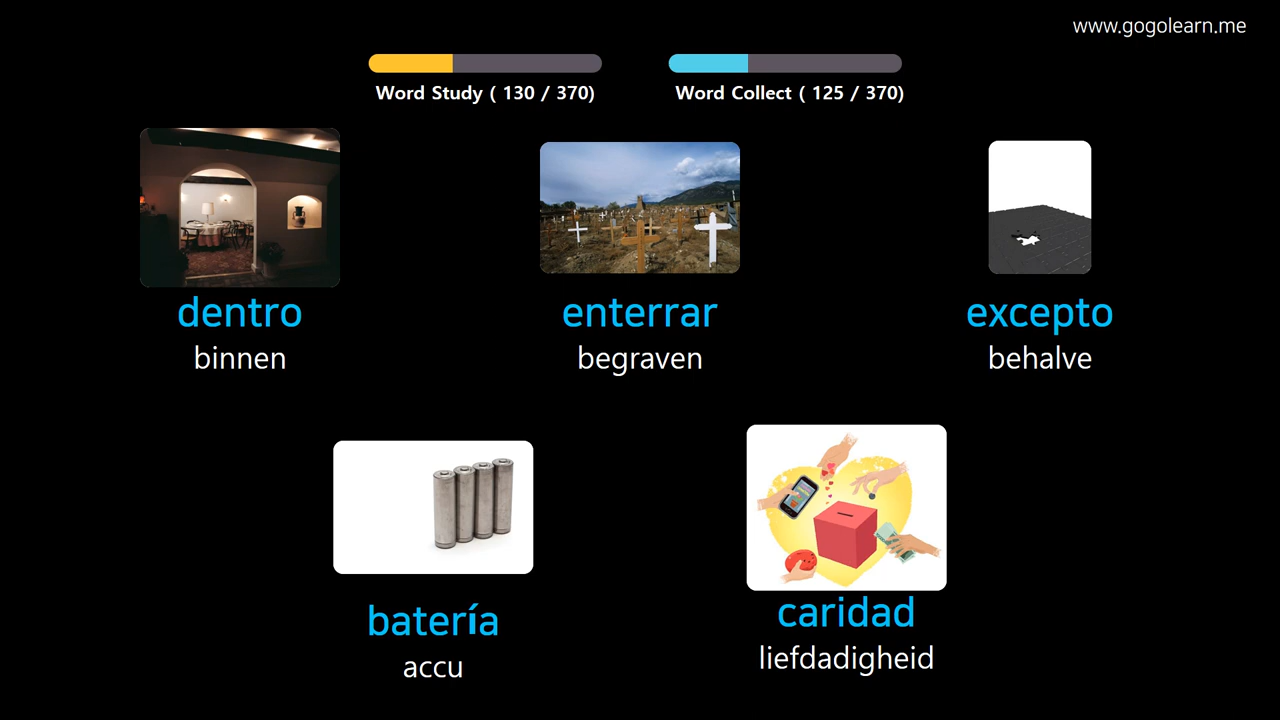 www.gogolearn.me
Word Study ( 130 / 370)
Word Collect ( 125 / 370)
dentro
binnen
enterrar
begraven
excepto
behalve
batería
accu
caridad
liefdadigheid